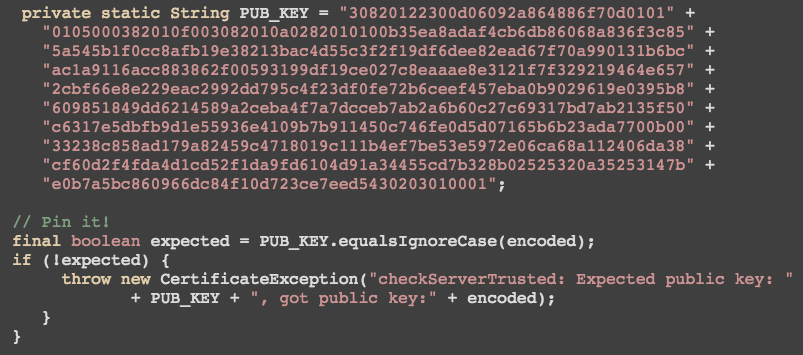 private static String PUB_KEY = "30820122300d06092a864886f70d0101" +
"0105000382010f003082010a0282010100b35ea8adaf4cb6db86068a836f3c85" +
"5a545b1f0cc8afb19e38213bac4d55c3f2f19df6dee82ead67f70a990131b6bc" +
"ac1a9116acc883862f00593199df19ce027c8eaaae8e3121f7f329219464e657" +
"2cbf66e8e229eac2992dd795c4f23df0fe72b6ceef457eba0b9029619e0395b8" +
"609851849dd6214589a2ceba4f7a7dcceb7ab2a6b60c27c69317bd7ab2135f50" +
"c6317e5dbfb9d1e55936e4109b7b911450c746fe0d5d07165b6b23ada7700b00" +
"33238c858ad179a82459c4718019c111b4ef7be53e5972e06ca68a112406da38" +
"cf60d2f4fda4d1cd52f1da9fd6104d91a34455cd7b328b02525320a35253147b" +
"e0b7a5bc860966dc84f10d723ce7eed5430203010001";
// Pin it!
final boolean expected = PUB_KEY.equalsIgnoreCase(encoded);
if (!expected) {
throw new CertificateException("checkServerTrusted: Expected public key: "
+ PUB_KEY + ", got public key:" + encoded);
}
}